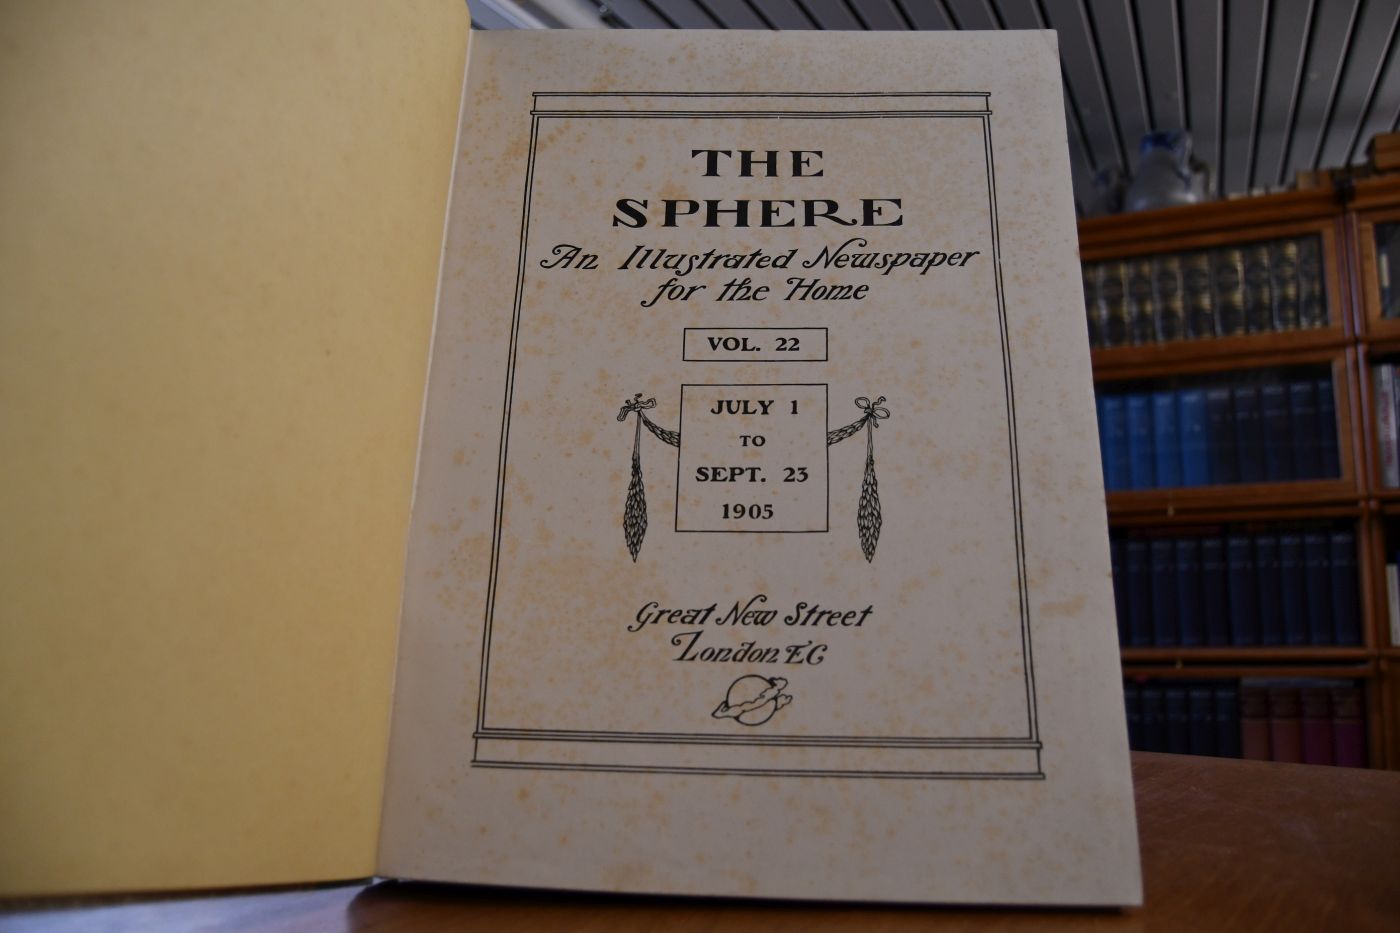 THE
SPHERE
An Illustrated Newspaper
for the Home
VOL. 22
JULY 1
TO
SEPT. 23
1905
Great New Street
London EC